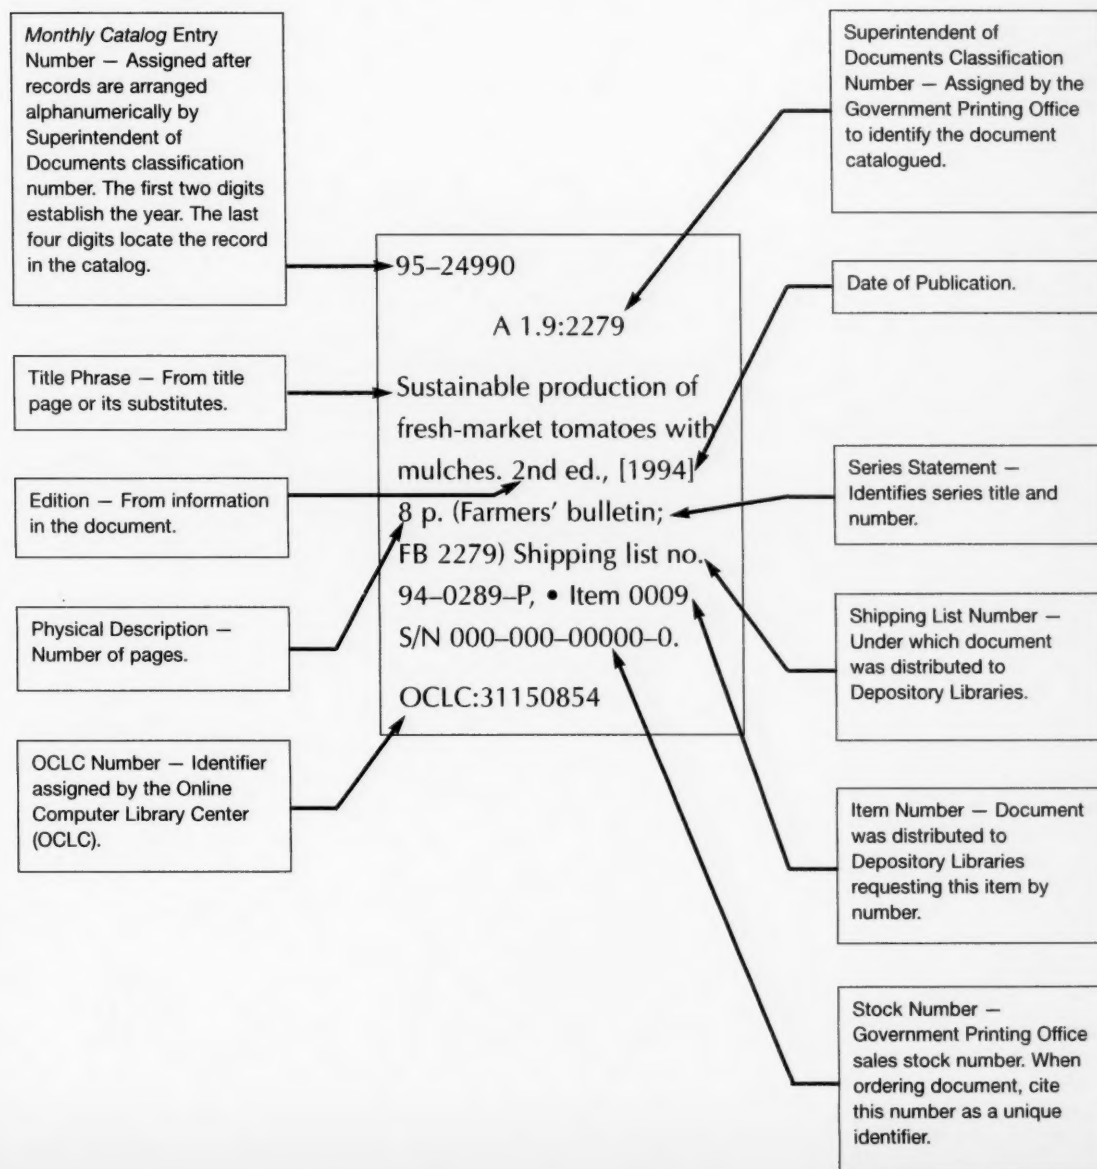 Monthly Catalog Entry
Number — Assigned after
records are arranged
alphanumerically by
Superintendent of
Documents classification
number. The first two digits
establish the year. The last
four digits locate the record
in the catalog.
Title Phrase — From title
page or its substitutes.
Edition — From information
in the document.
Physical Description —
Number of pages.
OCLC Number — Identifier
assigned by the Online
Computer Library Center
(OCLC).
95–24990
A 1.9:2279
Sustainable production of
fresh-market tomatoes with
mulches. 2nd ed., [1994]
8 p. (Farmers’ bulletin;
FB 2279) Shipping list no.
94–0289–P, • Item 0009
S/N 000–000–00000–0.
OCLC:31150854
Superintendent of
Documents Classification
Number — Assigned by the
Government Printing Office
to identify the document
catalogued.
Date of Publication.
Series Statement —
Identifies series title and
number.
Shipping List Number —
Under which document
was distributed to
Depository Libraries.
Item Number — Document
was distributed to
Depository Libraries
requesting this item by
number.
Stock Number —
Government Printing Office
sales stock number. When
ordering document, cite
this number as a unique
identifier.